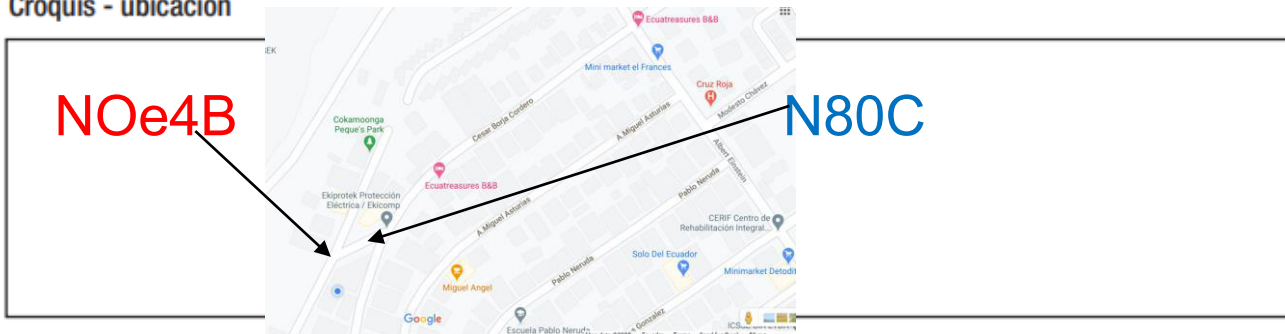 Croquis - ubicación
NOe4B
N80C
EK
Ecuatreasures B&B
Mini market el Frances
Cruz Roja
Modesto Chávez
Cesar Borja Cordero
A.Miguel Asturias
Cokamoonga
Peque's Park
Albert Einstein
Ecuatreasures B&B
Pablo Neruda
Ekiprotek Protección
Eléctrica / Ekicomp
A.Miguel Asturias
CERIF Centro de
Rehabilitación Integral...
Solo Del Ecuador
Minimarket Detodit
Pablo Neruda
Miguel Angel
Gonzalez
Google
Escuela Pablo Neruda